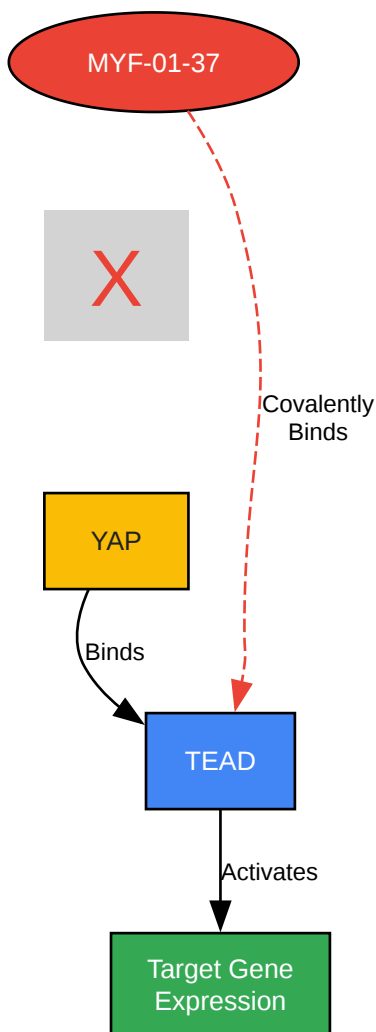 MYF-01-37
X
Covalently
Binds
YAP
Binds
TEAD
Activates
Target Gene
Expression